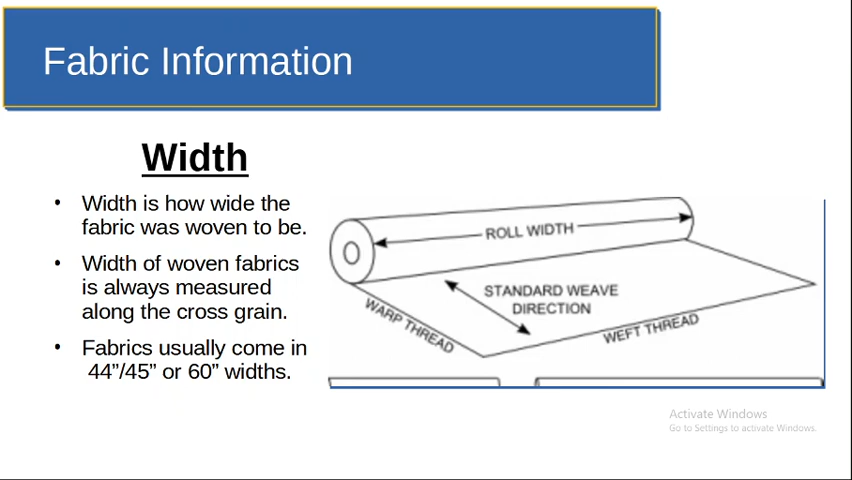 Fabric Information
Width
• Width is how wide the
fabric was woven to be.
• Width of woven fabrics
is always measured
along the cross grain.
• Fabrics usually come in
44”/45” or 60” widths.
ROLL WIDTH
STANDARD WEAVE
DIRECTION
WARP THREAD
WEFT THREAD
Activate Windows
Go to Settings to activate Windows.